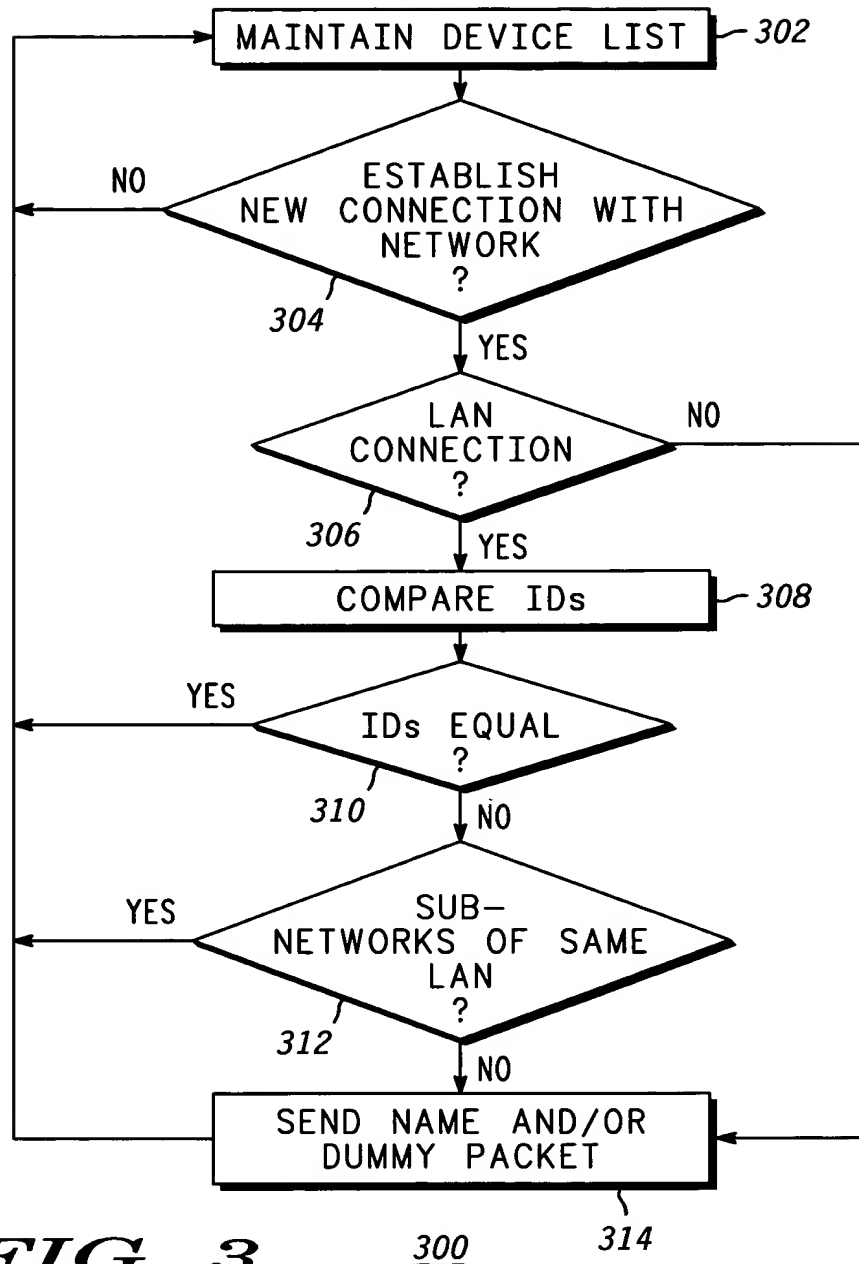 MAINTAIN DEVICE LIST
302
NO
ESTABLISH
NEW CONNECTION WITH
NETWORK
?
304
YES
LAN
CONNECTION
?
NO
306
YES
COMPARE IDs
308
YES
IDs EQUAL
?
310
NO
YES
SUB-
NETWORKS OF SAME
LAN
?
312
NO
SEND NAME AND/OR
DUMMY PACKET
314
FIG. 3
300